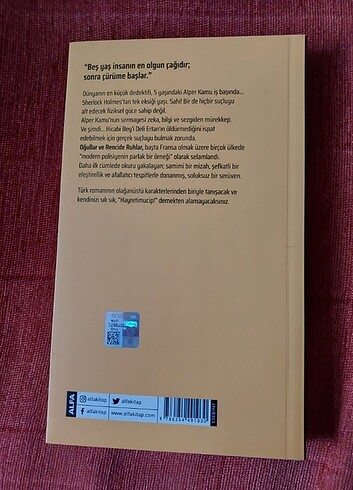 "Beş yaş insanın en olgun çağıdır;
sonra çürüme başlar."
Dünyanın en küçük dedektifi, 5 yaşındaki Alper Kamu iş başında...
Sherlock Holmes'tan tek eksiği yaşı. Sahi! Bir de hiçbir suçluyu
alt edecek fiziksel güce sahip değil.
Alper Kamu'nun sermayesi zeka, bilgi ve sezgiden mürekkep.
Ve şimdi... Hicabi Bey'i Deli Ertan'ın öldürmediğini ispat
edebilmek için gerçek suçluyu bulmak zorunda.
Oğullar ve Rencide Ruhlar, başta Fransa olmak üzere birçok ülkede
"modern polisiyenin parlak bir örneği" olarak selamlandı.
Daha ilk cümlede okuru yakalayan; samimi bir mizah, şefkatli bir
eleştirellik ve afallatıcı tespitlerle donanmış, soluksuz bir serüven.
Türk romanının olağanüstü karakterlerinden biriyle tanışacak ve
kendinizi sık sık, "Hayretimucip!" demekten alamayacaksınız.
ALFA
alfakitap
alfakitap
alfakitap
www.alfakitap.com